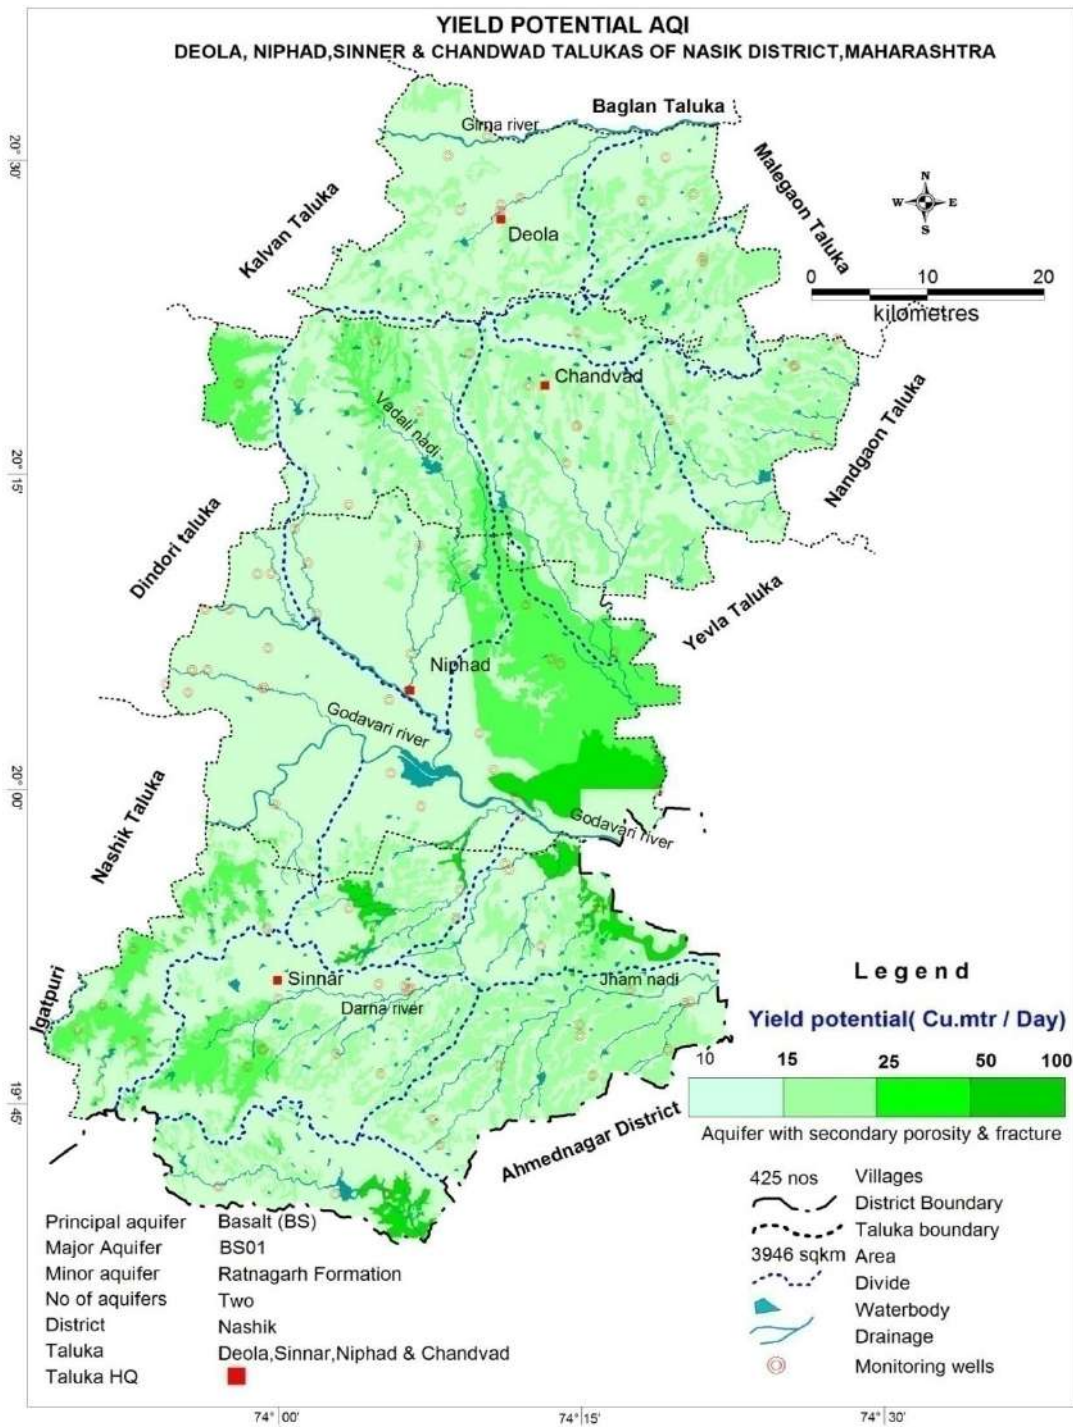 YIELD POTENTIAL AQI
DEOLA, NIPHAD,SINNER & CHANDWAD TALUKAS OF NASIK DISTRICT,MAHARASHTRA
Baglan Taluka
Girna river
20° 30'
Malegaon Taluka
N
W E
S
Kalvan Taluka
Deola
0 10 20
kilometres
Chandvad
Vadali nadi
Nandgaon Taluka
20° 15'
Dindori taluka
Yevla Taluka
Niphad
Godavari river
20° 00'
Nashik Taluka
Godavari river
Legend
Sinnar
Jham nadi
Igatpuri
Darna river
Yield potential( Cu.mtr / Day)
10 15 25 50 100
19° 45'
Ahmednagar District
Aquifer with secondary porosity & fracture
425 nos Villages
District Boundary
Taluka boundary
3946 sqkm Area
Divide
Waterbody
Drainage
Monitoring wells
Principal aquifer Basalt (BS)
Major Aquifer BS01
Minor aquifer Ratnagarh Formation
No of aquifers Two
District Nashik
Taluka Deola,Sinnar,Niphad & Chandvad
Taluka HQ
74° 00' 74° 15' 74° 30'